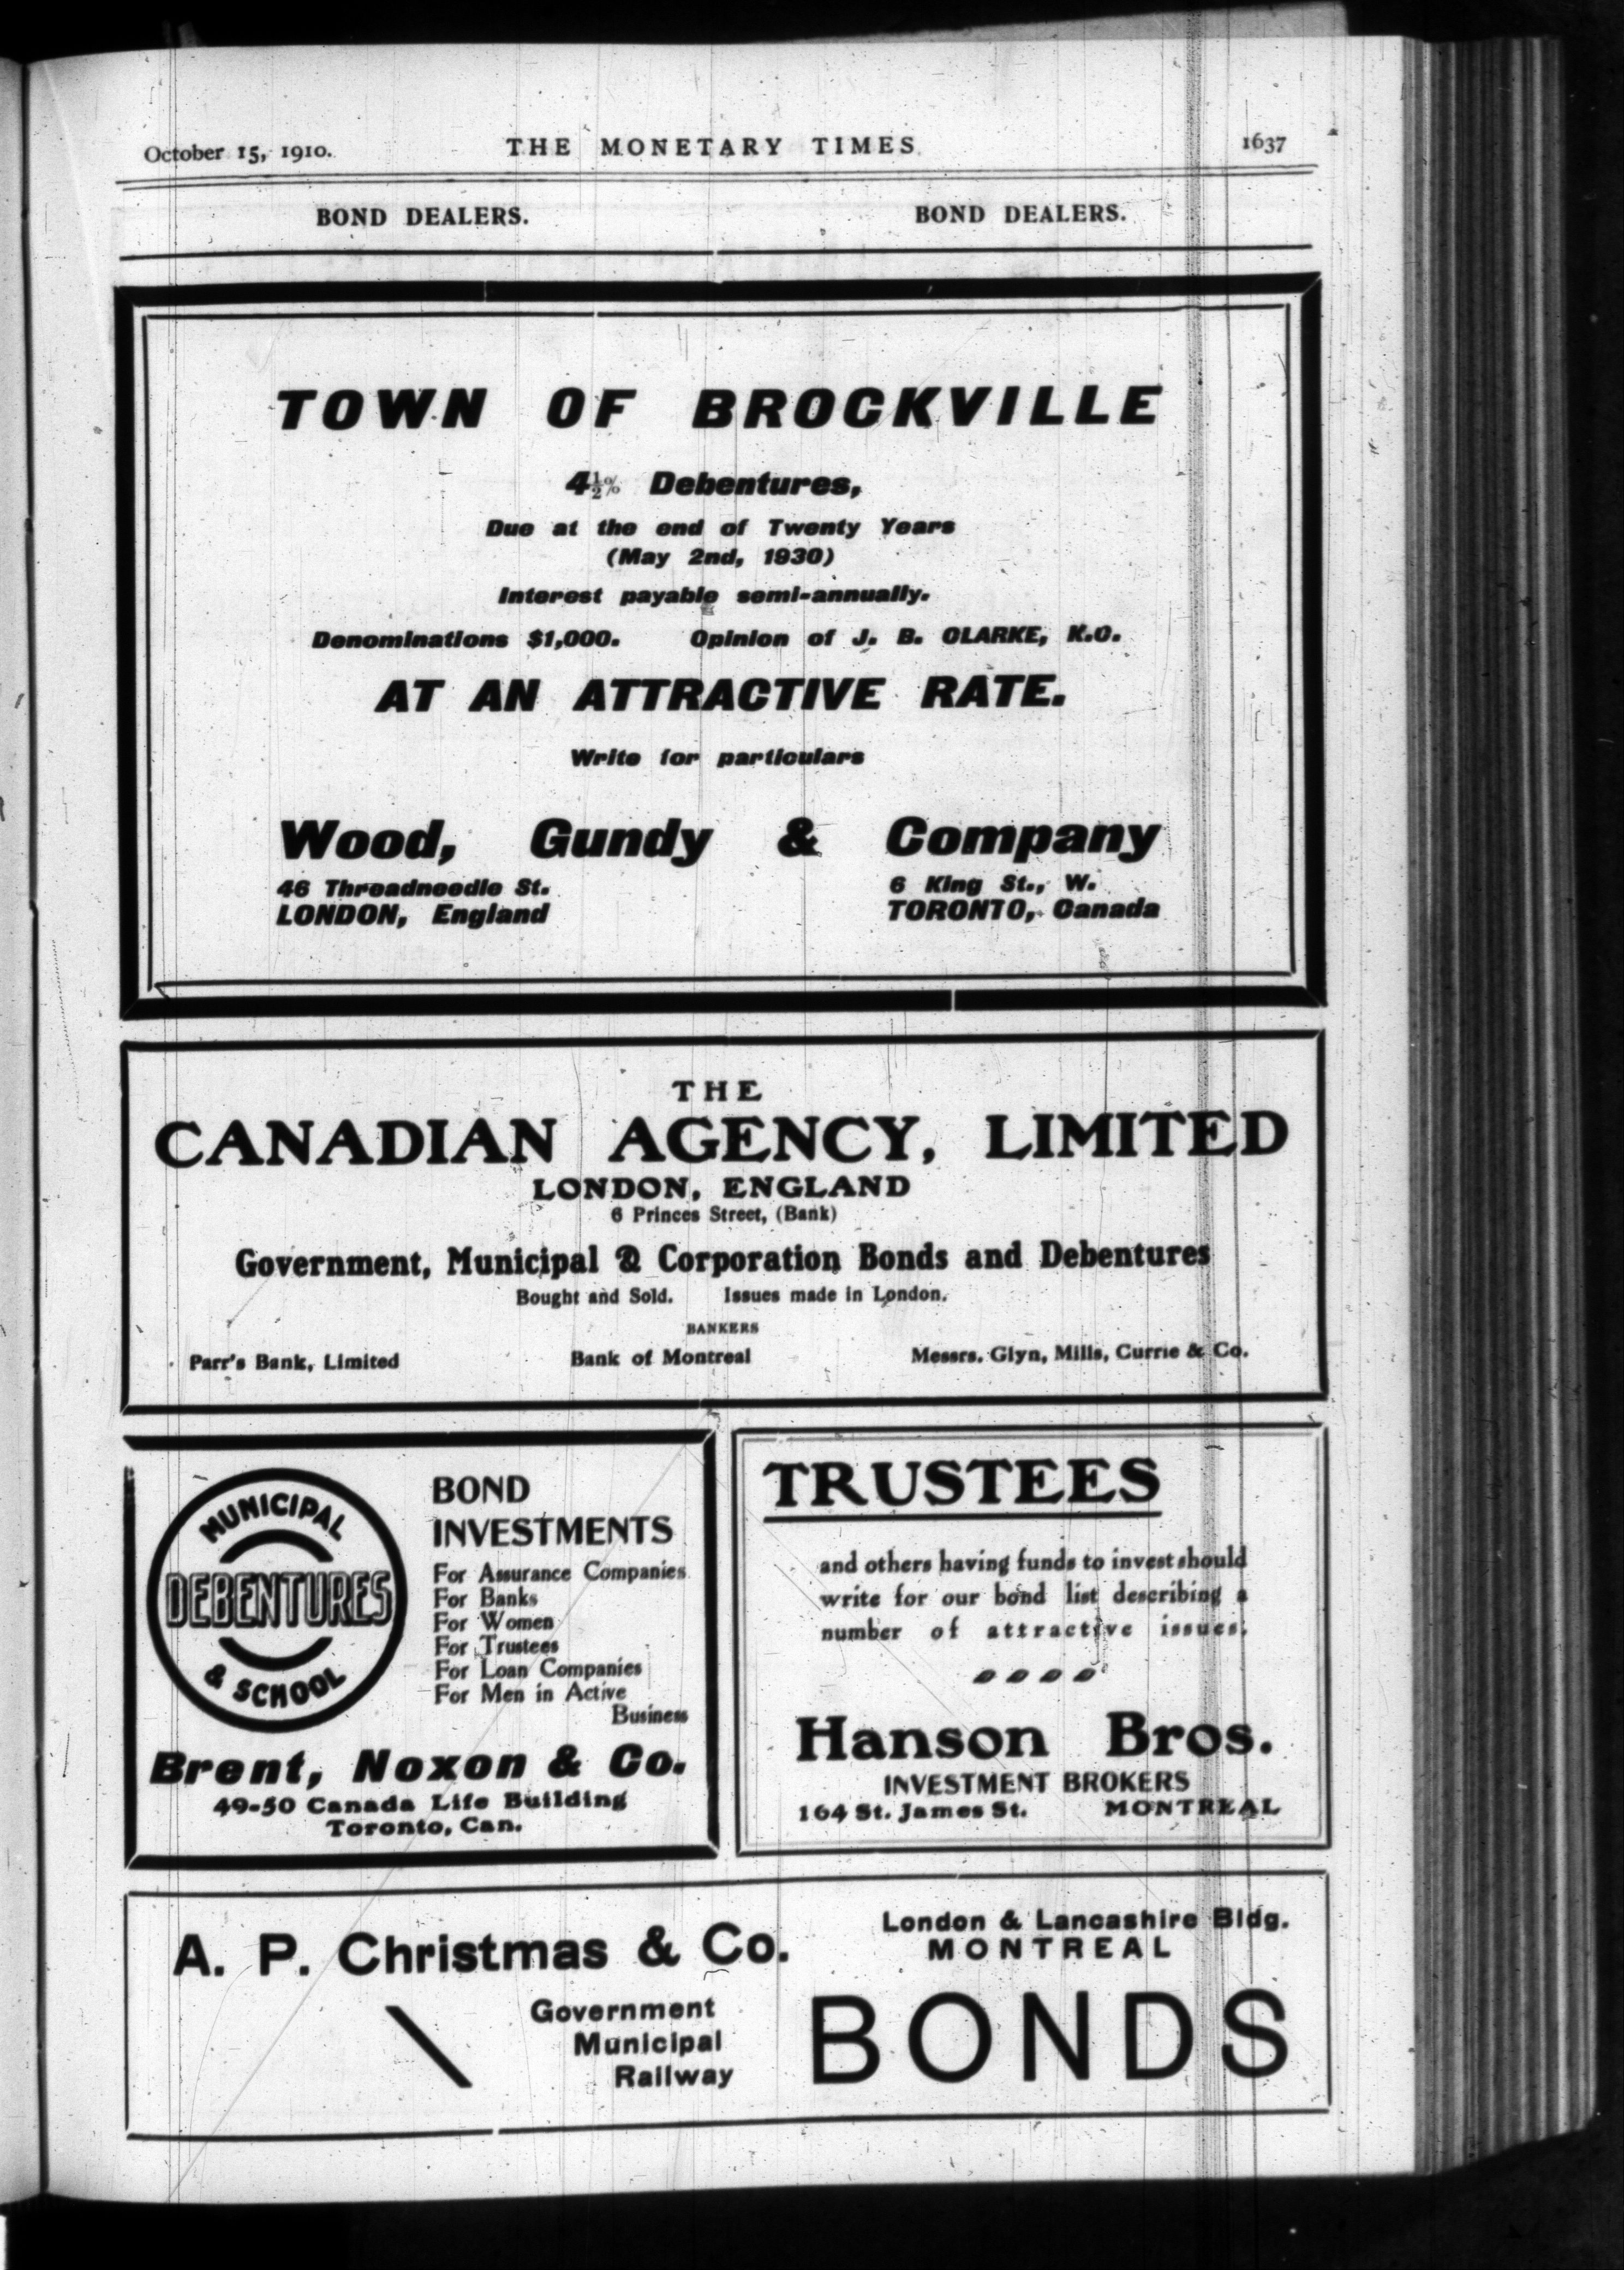 October 15, 1910.
THE MONETARY TIMES
1637
BOND DEALERS.
BOND DEALERS.
TOWN OF BROCKVILLE
4½% Debentures,
Due at the end of Twenty Years
(May 2nd, 1930)
Interest payable semi-annually.
Denominations $1,000. Opinion of J. B. CLARKE, K.C.
AT AN ATTRACTIVE RATE.
Write for particulars
Wood, Gundy & Company
46 Threadneedle St.
LONDON, England
6 King St., W.
TORONTO, Canada
THE
CANADIAN AGENCY, LIMITED
LONDON, ENGLAND
6 Princes Street, (Bank)
Government, Municipal & Corporation Bonds and Debentures
Bought and Sold. Issues made in London.
BANKERS
Parr's Bank, Limited
Bank of Montreal
Messrs. Glyn, Mills, Currie & Co.
MUNICIPAL
DEBENTURES
& SCHOOL
BOND
INVESTMENTS
For Assurance Companies
For Banks
For Women
For Trustees
For Loan Companies
For Men in Active
Business
Brent, Noxon & Co.
49-50 Canada Life Building
Toronto, Can.
TRUSTEES
and others having funds to invest should
write for our bond list describing a
number of attractive issues.
Hanson Bros.
INVESTMENT BROKERS
164 St. James St. MONTREAL
A. P. Christmas & Co.
London & Lancashire Bldg.
MONTREAL
Government
Municipal
Railway
BONDS